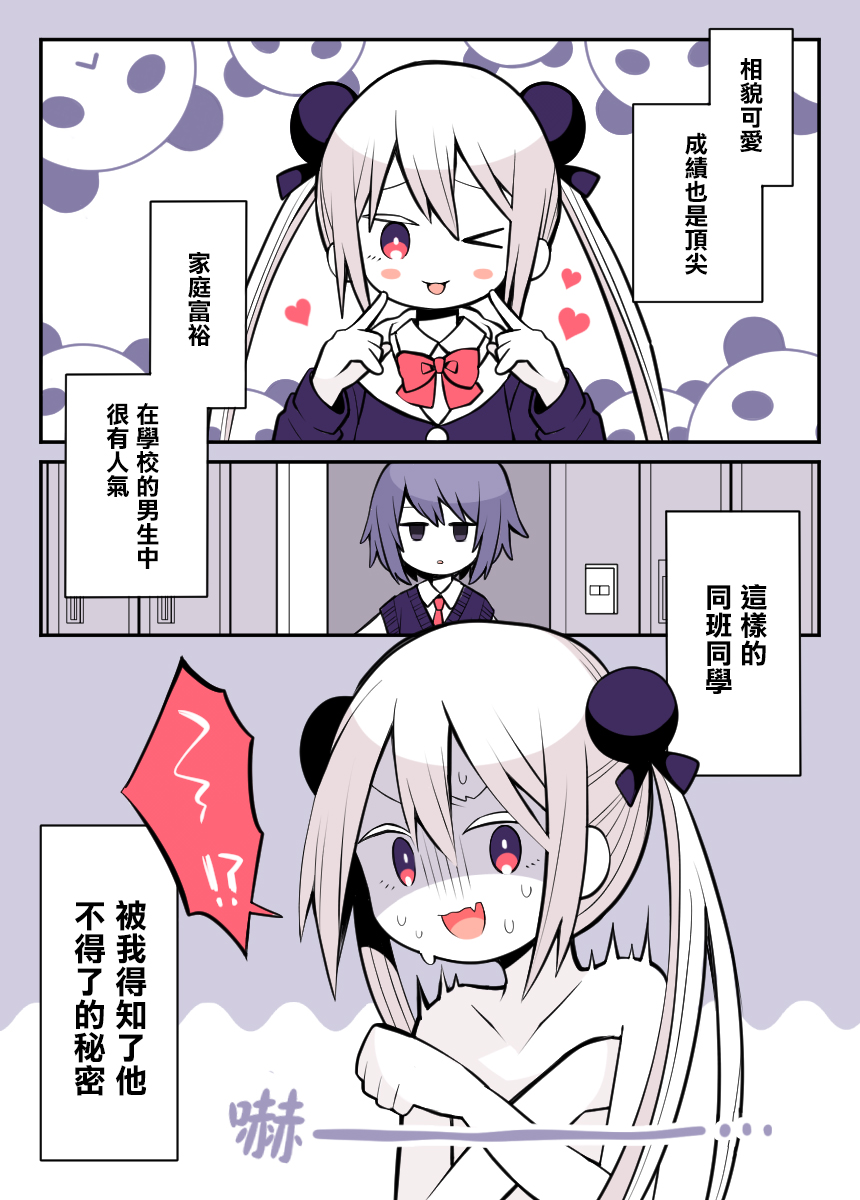 相貌可愛
成績也是頂尖
家庭富裕
在學校的男生中
很有人氣
這樣的
同班同學
!?
被我得知了他
不得了的秘密
嚇——…